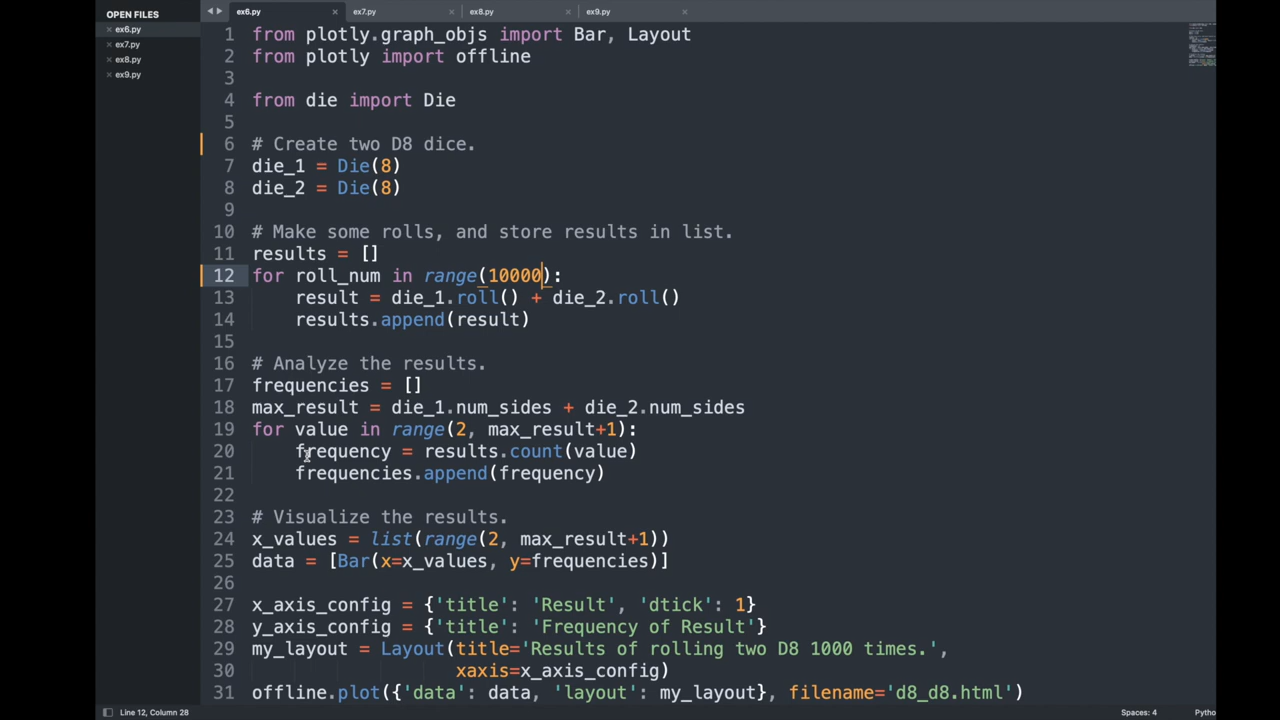 OPEN FILES
ex6.py
ex7.py
ex8.py
ex9.py
ex6.py ex7.py ex8.py ex9.py
1 from plotly.graph_objs import Bar, Layout
2 from plotly import offline
3
4 from die import Die
5
6 # Create two D8 dice.
7 die_1 = Die(8)
8 die_2 = Die(8)
9
10 # Make some rolls, and store results in list.
11 results = []
12 for roll_num in range(10000):
13     result = die_1.roll() + die_2.roll()
14     results.append(result)
15
16 # Analyze the results.
17 frequencies = []
18 max_result = die_1.num_sides + die_2.num_sides
19 for value in range(2, max_result+1):
20     frequency = results.count(value)
21     frequencies.append(frequency)
22
23 # Visualize the results.
24 x_values = list(range(2, max_result+1))
25 data = [Bar(x=x_values, y=frequencies)]
26
27 x_axis_config = {'title': 'Result', 'dtick': 1}
28 y_axis_config = {'title': 'Frequency of Result'}
29 my_layout = Layout(title='Results of rolling two D8 1000 times.',
30                    xaxis=x_axis_config)
31 offline.plot({'data': data, 'layout': my_layout}, filename='d8_d8.html')
Line 12, Column 28 Spaces: 4 Pytho